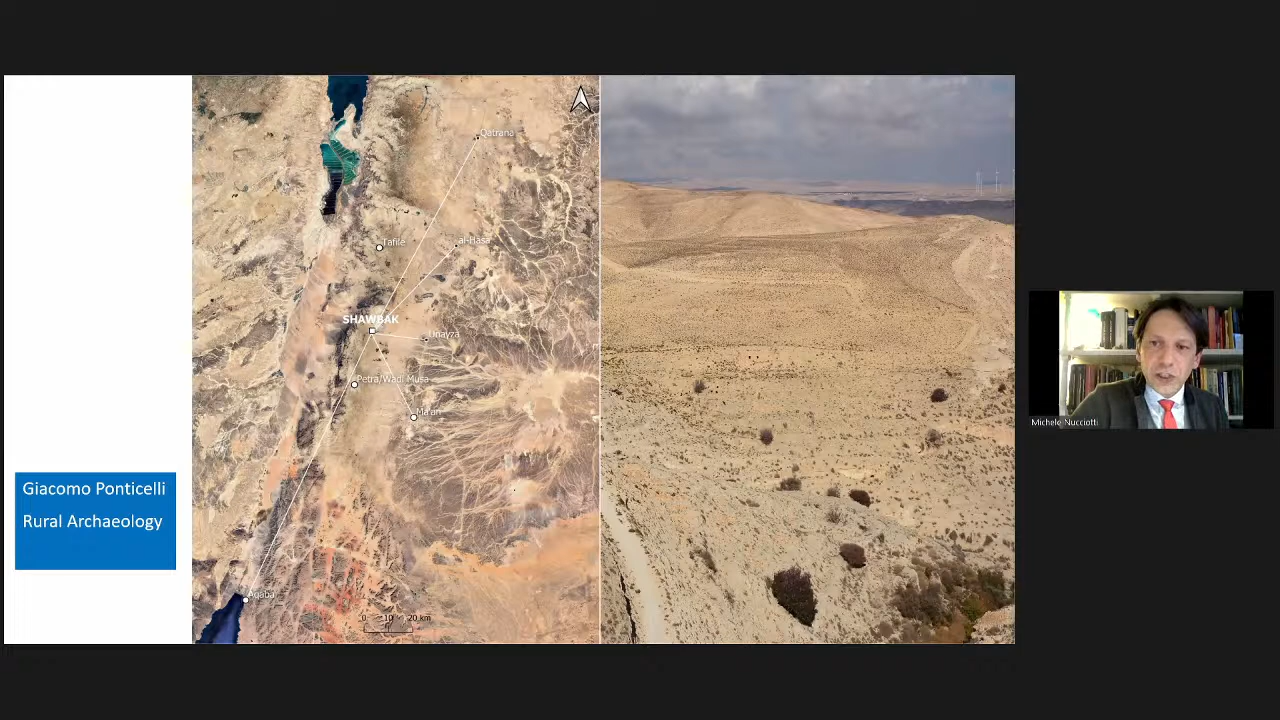 Giacomo Ponticelli
Rural Archaeology
Qatrana
Tafile
al-Hasa
SHAWBAK
Unayza
Petra/Wadi Musa
Ma'an
Aqaba
0 10 20 km
Michele Nucciotti